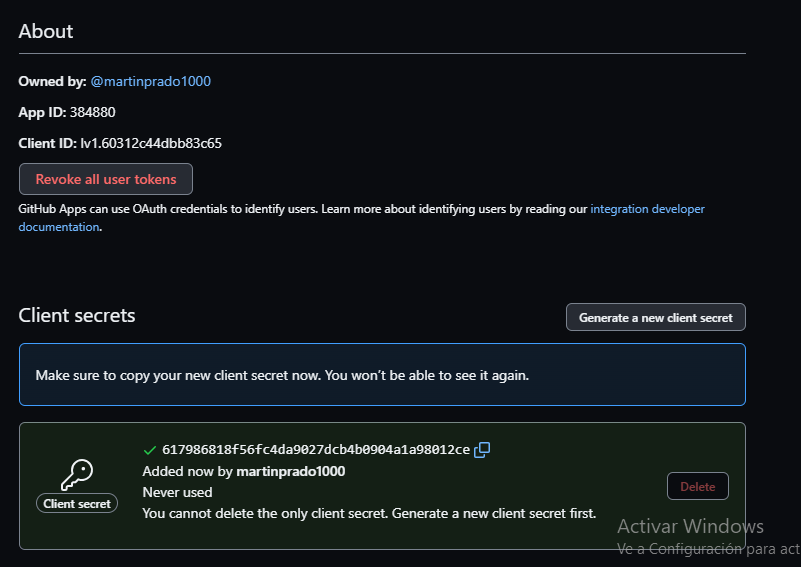 About
Owned by: @martinprado1000
App ID: 384880
Client ID: Iv1.60312c44dbb83c65
Revoke all user tokens
GitHub Apps can use OAuth credentials to identify users. Learn more about identifying users by reading our integration developer
documentation.
Client secrets
Generate a new client secret
Make sure to copy your new client secret now. You won't be able to see it again.
617986818f56fc4da9027dcb4b0904a1a98012ce
Added now by martinprado1000
Never used
You cannot delete the only client secret. Generate a new client secret first.
Client secret
Delete
Activar Windows
Ve a Configuración para act